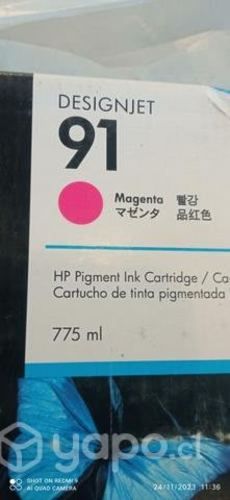 DESIGNJET
91
Magenta 빨강
マゼンタ 品红色
HP Pigment Ink Cartridge / Ca
Cartucho de tinta pigmentada
775 ml
yapo.cl
SHOT ON REDMI 9
AI QUAD CAMERA
24/11/2023 11:36